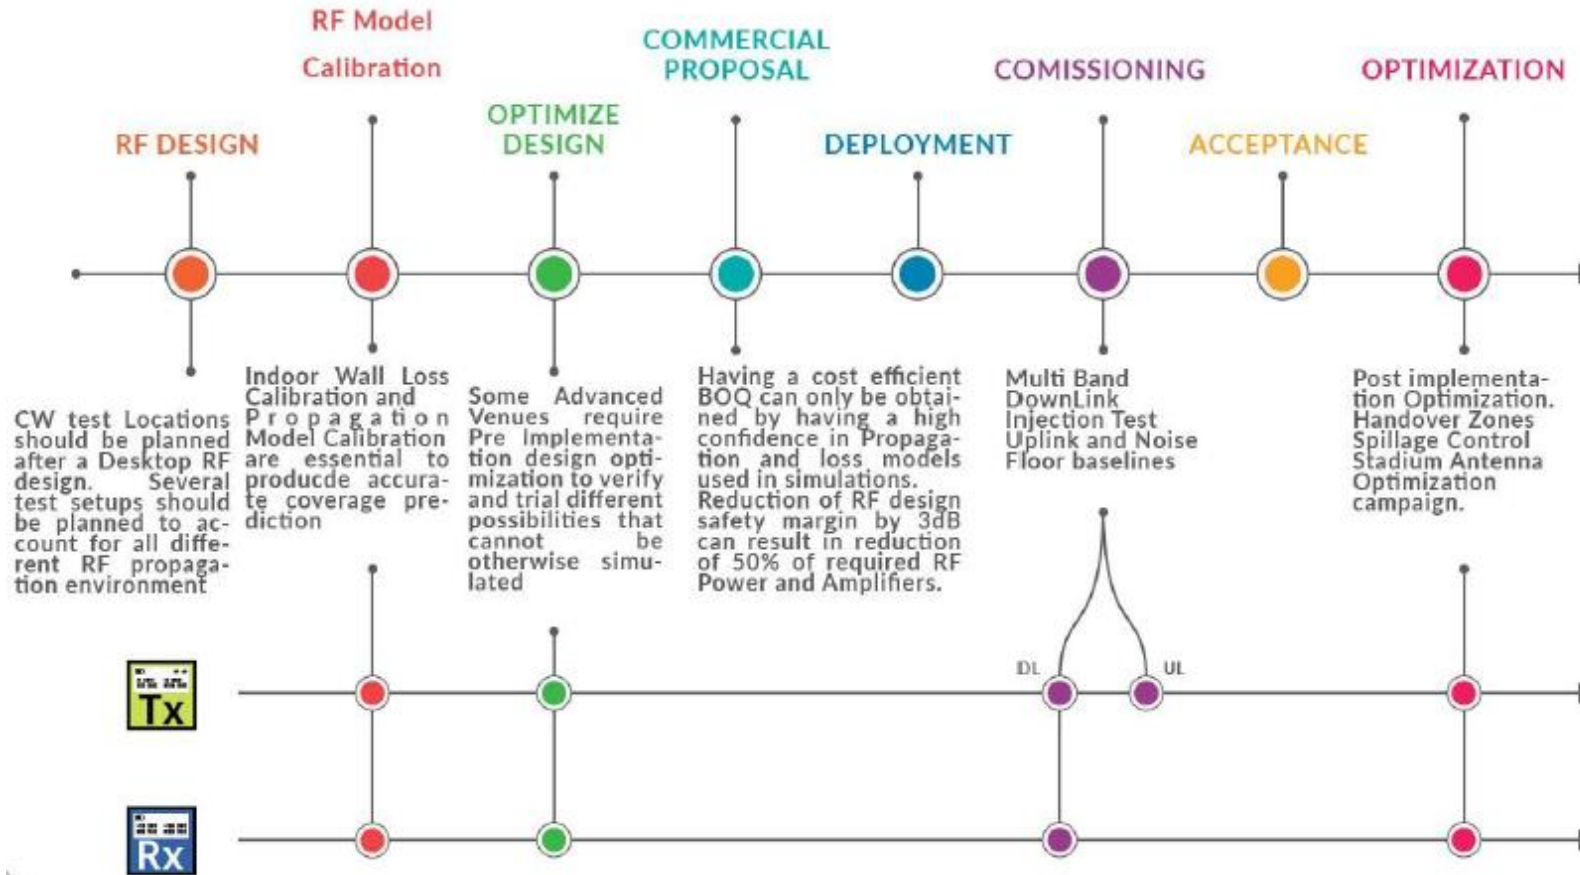 RF Model
Calibration
COMMERCIAL
PROPOSAL
COMISSIONING
OPTIMIZATION
OPTIMIZE
DESIGN
RF DESIGN
DEPLOYMENT
ACCEPTANCE
CW test Locations
should be planned
after a Desktop RF
design. Several
test setups should
be planned to ac-
count for all diffe-
rent RF propaga-
tion environment
Indoor Wall Loss
Calibration and
Propagation
Model Calibration
are essential to
producde accura-
te coverage pre-
diction
Some Advanced
Venues require
Pre Implementa-
tion design opti-
mization to verify
and trial different
possibilities that
cannot be
otherwise simu-
lated
Having a cost efficient
BOQ can only be obtai-
ned by having a high
confidence in Propaga-
tion and loss models
used in simulations.
Reduction of RF design
safety margin by 3dB
can result in reduction
of 50% of required RF
Power and Amplifiers.
Multi Band
DownLink
Injection Test
Uplink and Noise
Floor baselines
Post implementa-
tion Optimization.
Handover Zones
Spillage Control
Stadium Antenna
Optimization
campaign.
DL
UL
Tx
Rx